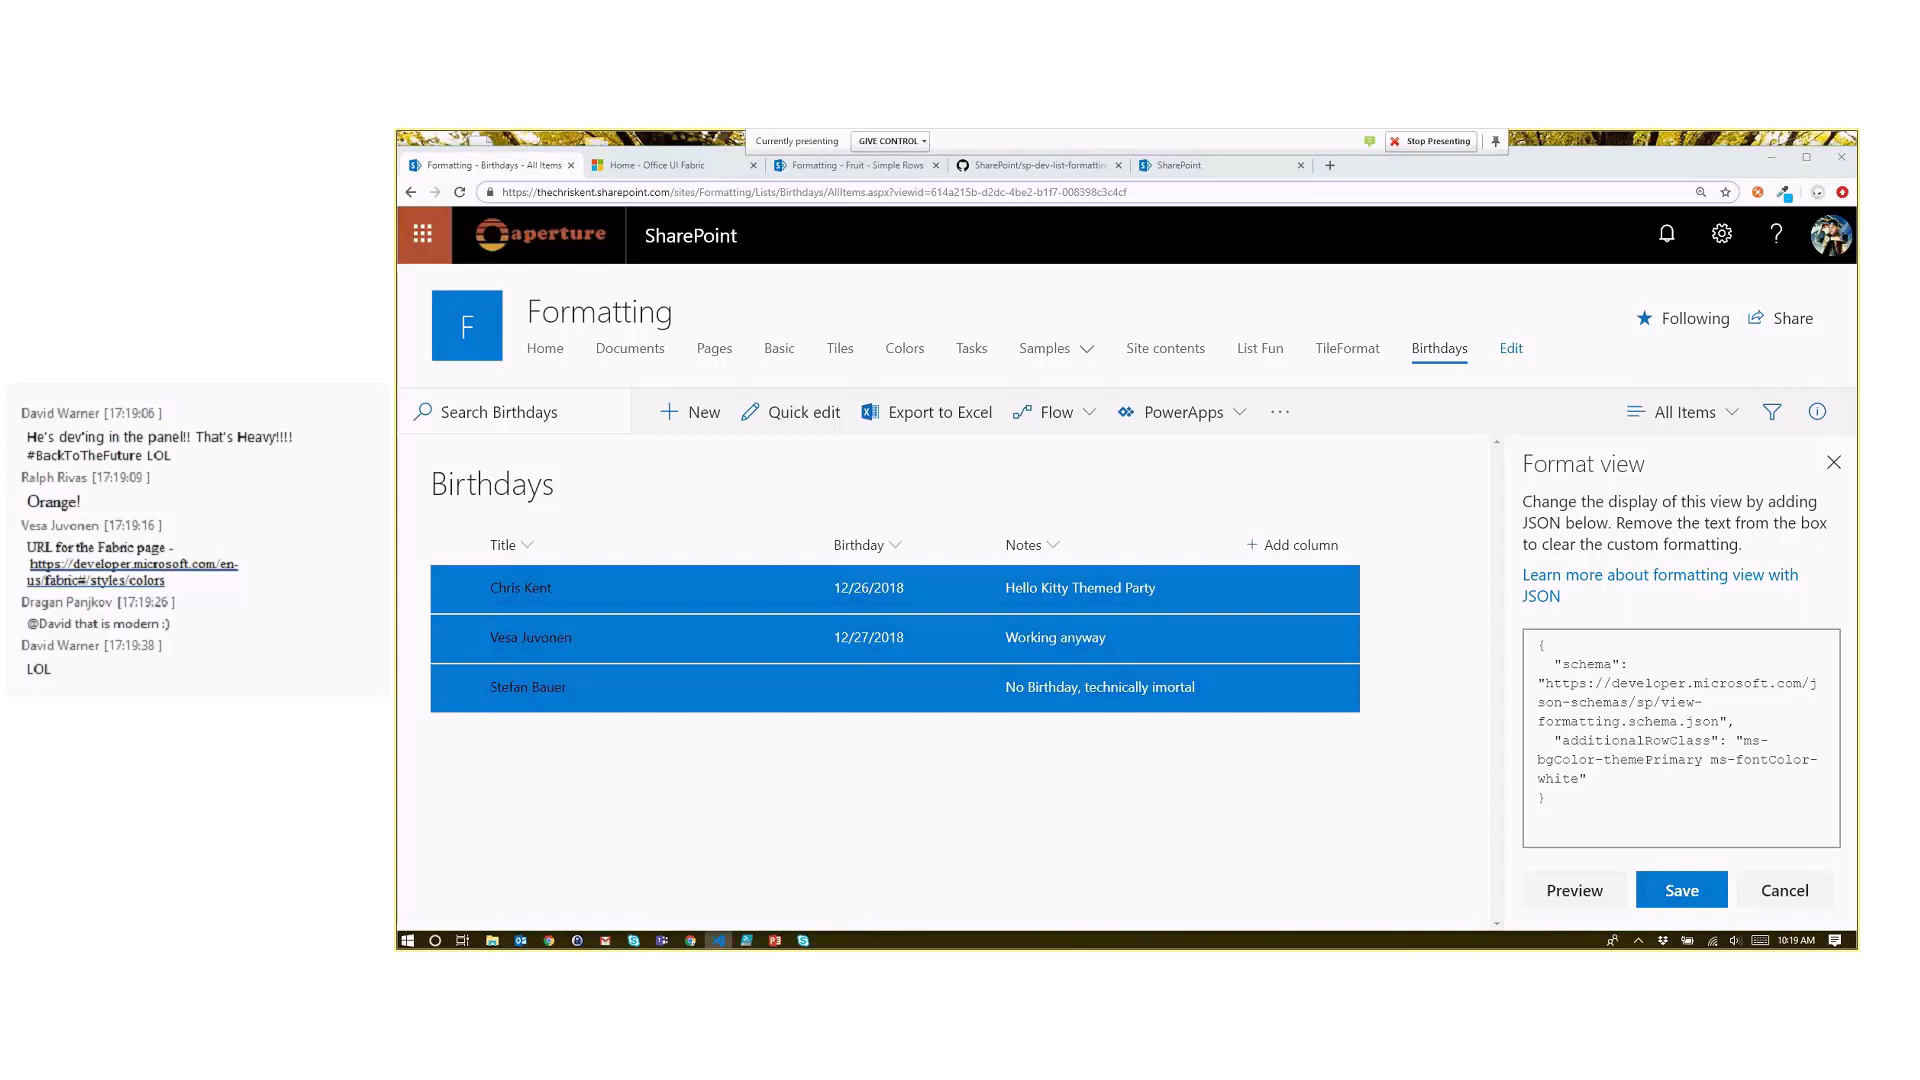 Currently presenting
GIVE CONTROL
Stop Presenting
Formatting - Birthdays - All Items
Home - Office UI Fabric
Formatting - Fruit - Simple Rows
SharePoint/sp-dev-list-formatting
SharePoint
https://thechriskent.sharepoint.com/sites/Formatting/Lists/Birthdays/AllItems.aspx?viewid=614a215b-d2dc-4be2-b1f7-008398c3c4cf
aperture
SharePoint
F
Formatting
Following
Share
Home
Documents
Pages
Basic
Tiles
Colors
Tasks
Samples
Site contents
List Fun
TileFormat
Birthdays
Edit
David Warner [17:19:06 ]
He's dev'ing in the panel!! That's Heavy!!!!
#BackToTheFuture LOL
Ralph Rivas [17:19:09 ]
Orange!
Vesa Juvonen [17:19:16 ]
URL for the Fabric page -
https://developer.microsoft.com/en-
us/fabric#/styles/colors
Dragan Panjkov [17:19:26 ]
@David that is modern :)
David Warner [17:19:38 ]
LOL
Search Birthdays
New
Quick edit
Export to Excel
Flow
PowerApps
All Items
Birthdays
Title
Birthday
Notes
Add column
Chris Kent 12/26/2018 Hello Kitty Themed Party
Vesa Juvonen 12/27/2018 Working anyway
Stefan Bauer No Birthday, technically imortal
Format view
Change the display of this view by adding
JSON below. Remove the text from the box
to clear the custom formatting.
Learn more about formatting view with
JSON
{
"schema":
"https://developer.microsoft.com/j
son-schemas/sp/view-
formatting.schema.json",
"additionalRowClass": "ms-
bgColor-themePrimary ms-fontColor-
white"
}
Preview
Save
Cancel
10:19 AM